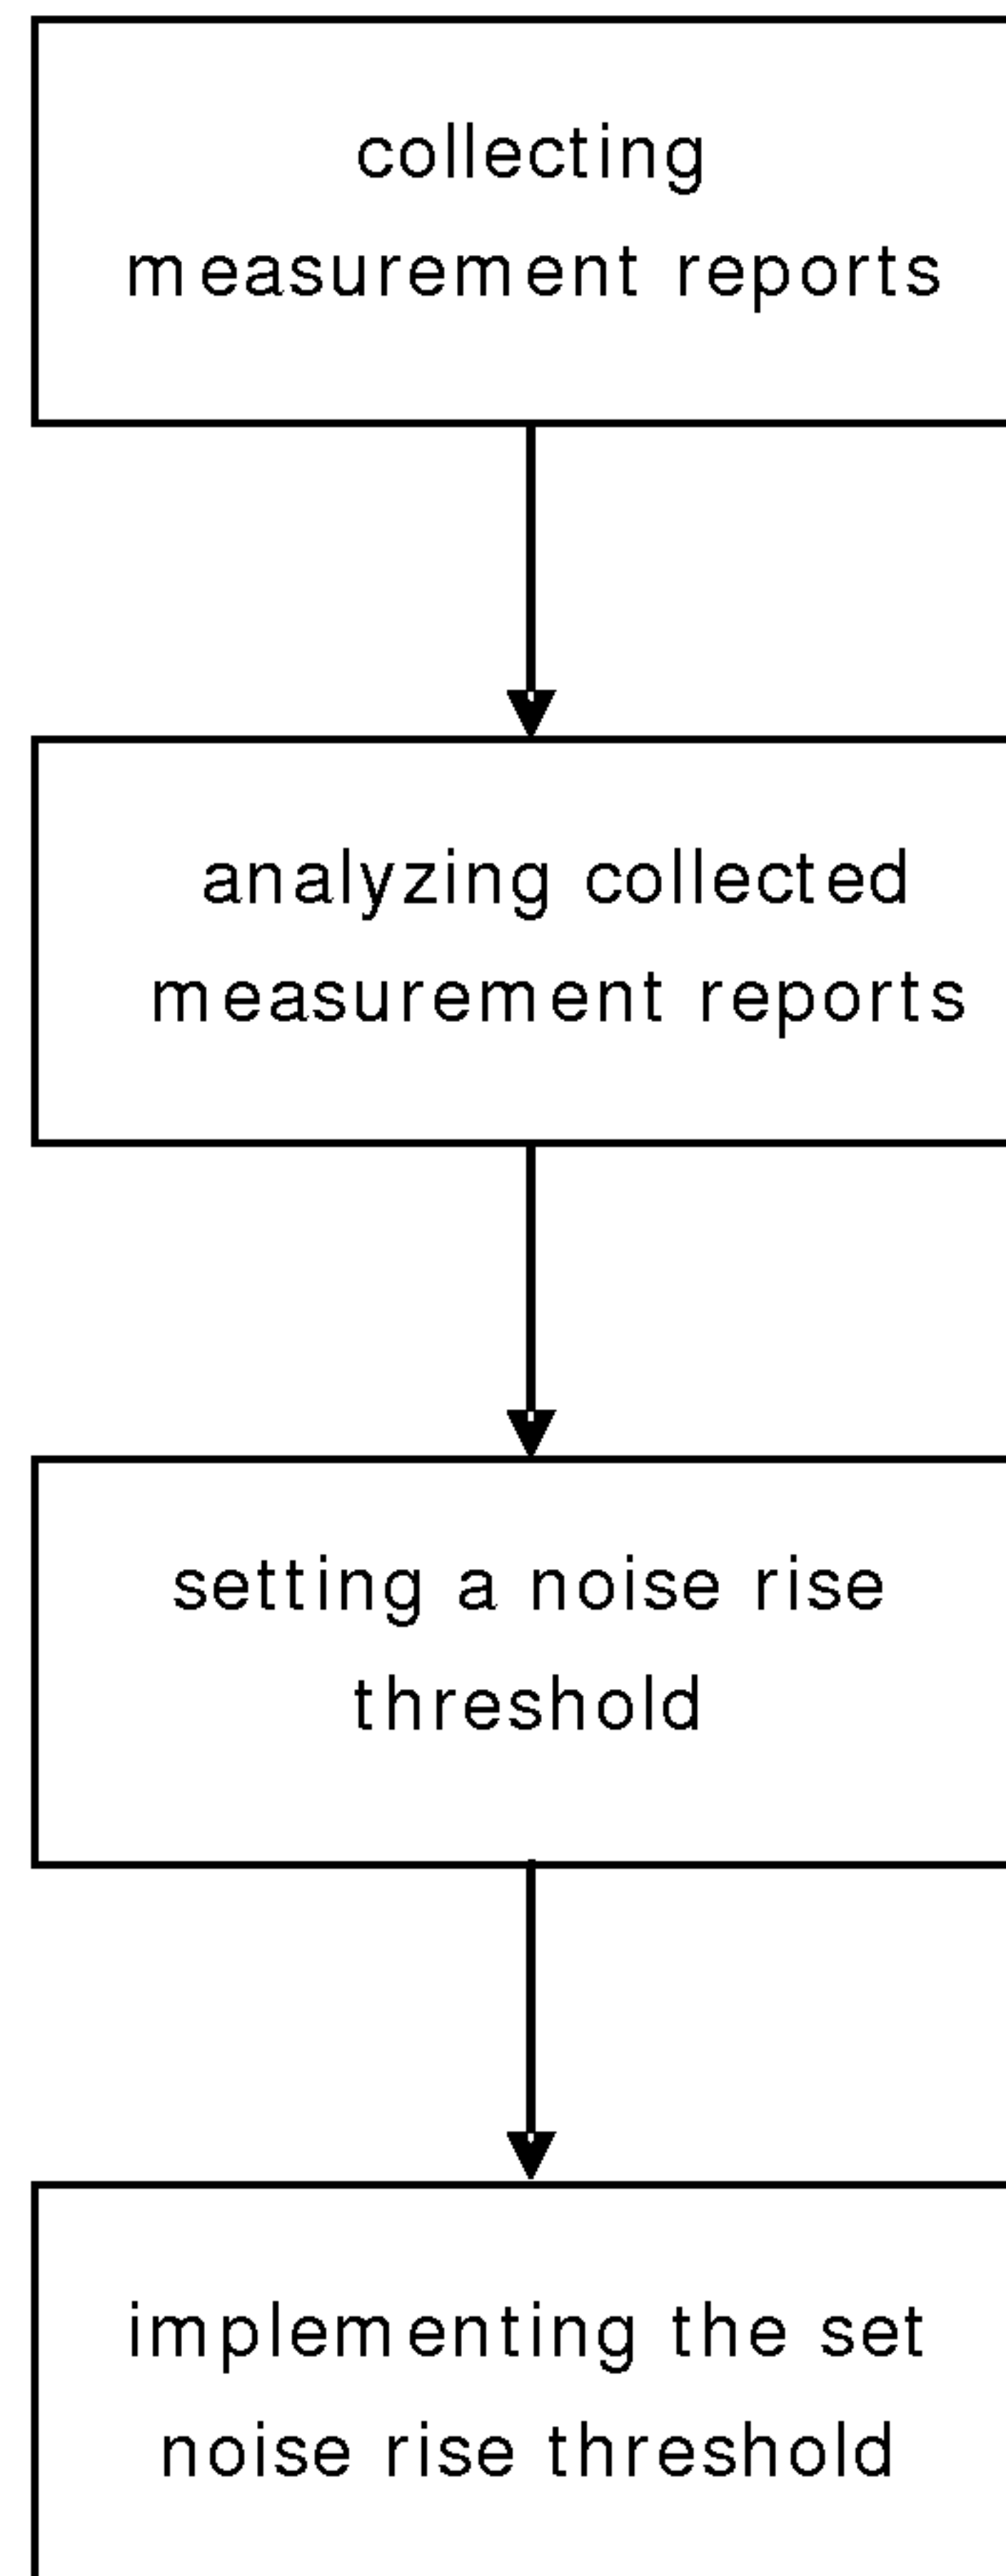 collecting
measurement reports
analyzing collected
measurement reports
setting a noise rise
threshold
implementing the set
noise rise threshold